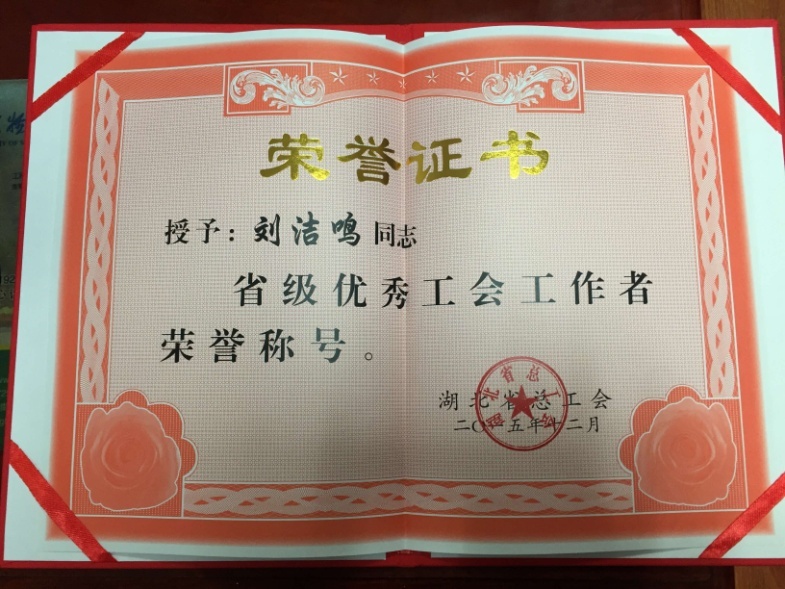 荣誉证书
授予：刘洁鸣同志
省级优秀工会工作者
荣誉称号。
湖北省总工会
二〇一五年十二月